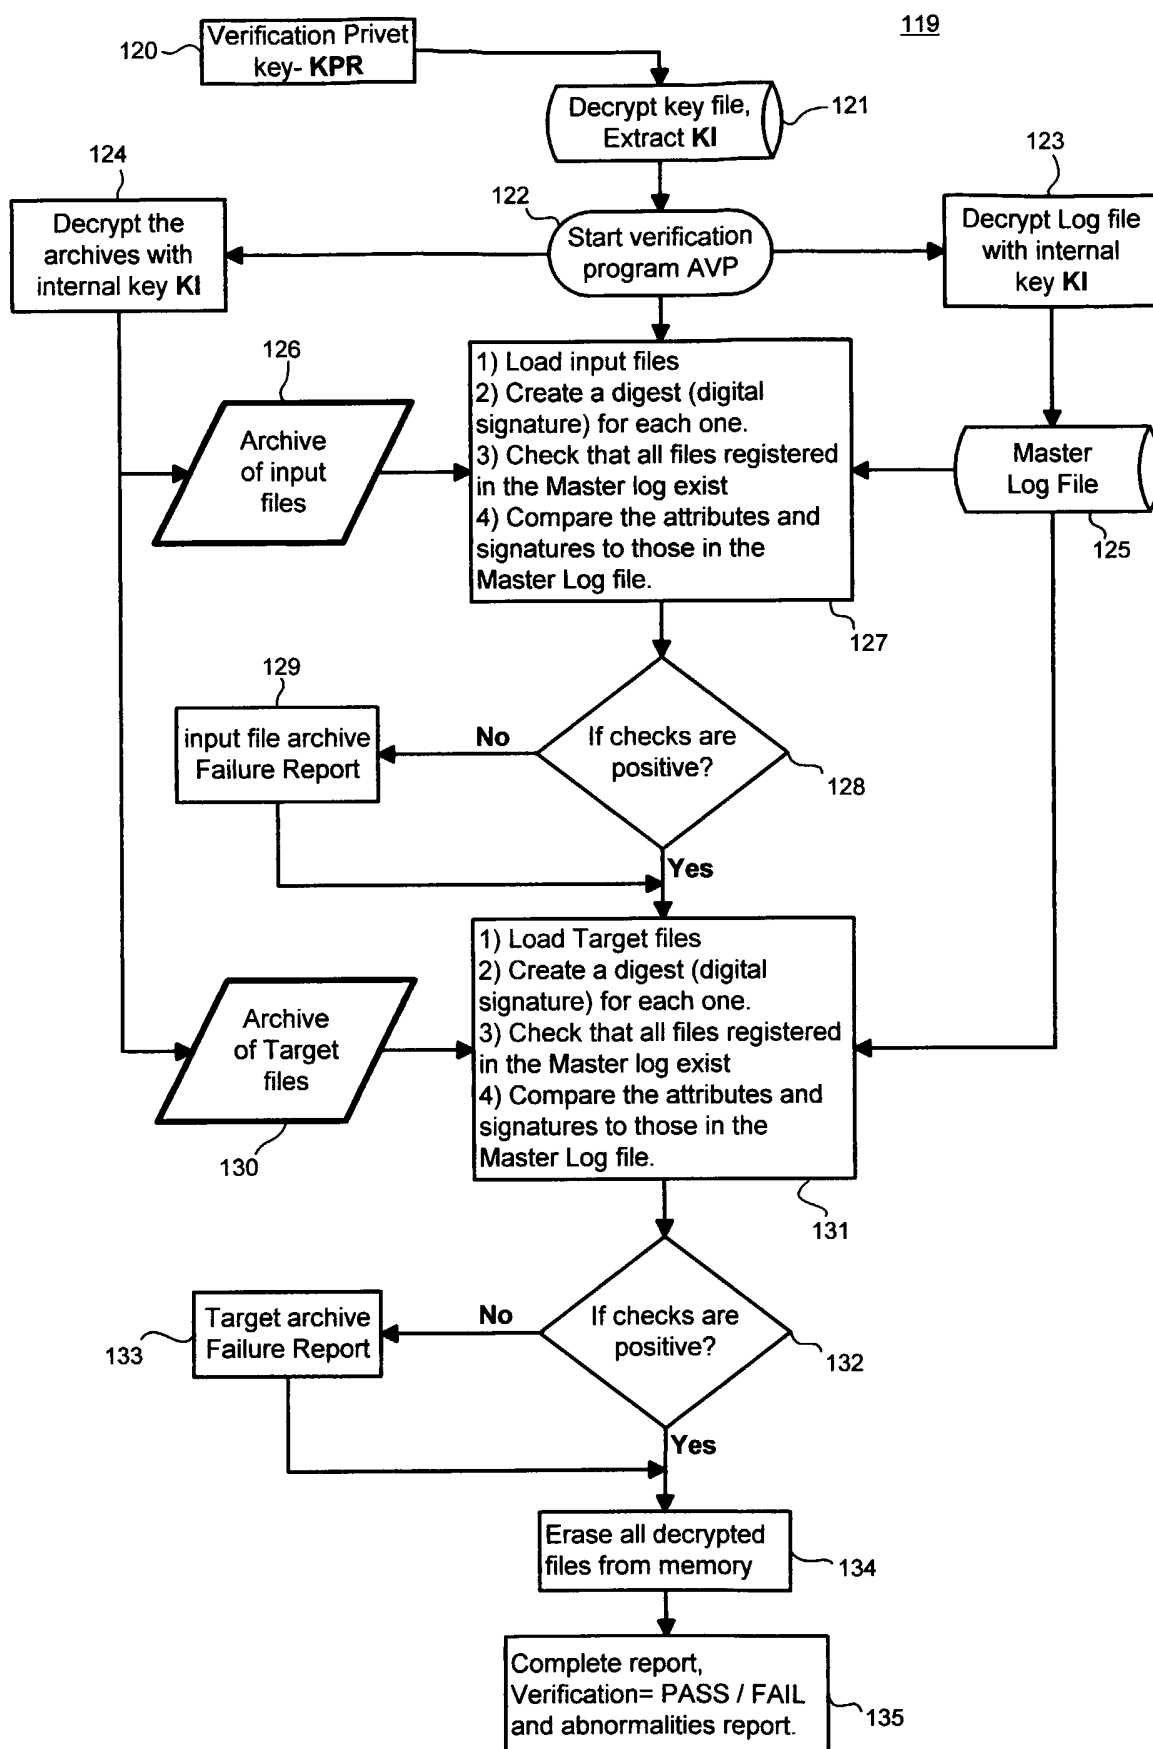 119
120
Verification Privet
key- KPR
Decrypt key file,
Extract KI
121
124
123
122
Decrypt the
archives with
internal key KI
Start verification
program AVP
Decrypt Log file
with internal
key KI
126
Archive
of input
files
1) Load input files
2) Create a digest (digital
signature) for each one.
3) Check that all files registered
in the Master log exist
4) Compare the attributes and
signatures to those in the
Master Log file.
Master
Log File
125
127
129
input file archive
Failure Report
No
If checks are
positive?
128
Yes
Archive
of Target
files
130
1) Load Target files
2) Create a digest (digital
signature) for each one.
3) Check that all files registered
in the Master log exist
4) Compare the attributes and
signatures to those in the
Master Log file.
131
133
Target archive
Failure Report
No
If checks are
positive?
132
Yes
Erase all decrypted
files from memory
134
Complete report,
Verification= PASS / FAIL
and abnormalities report.
135